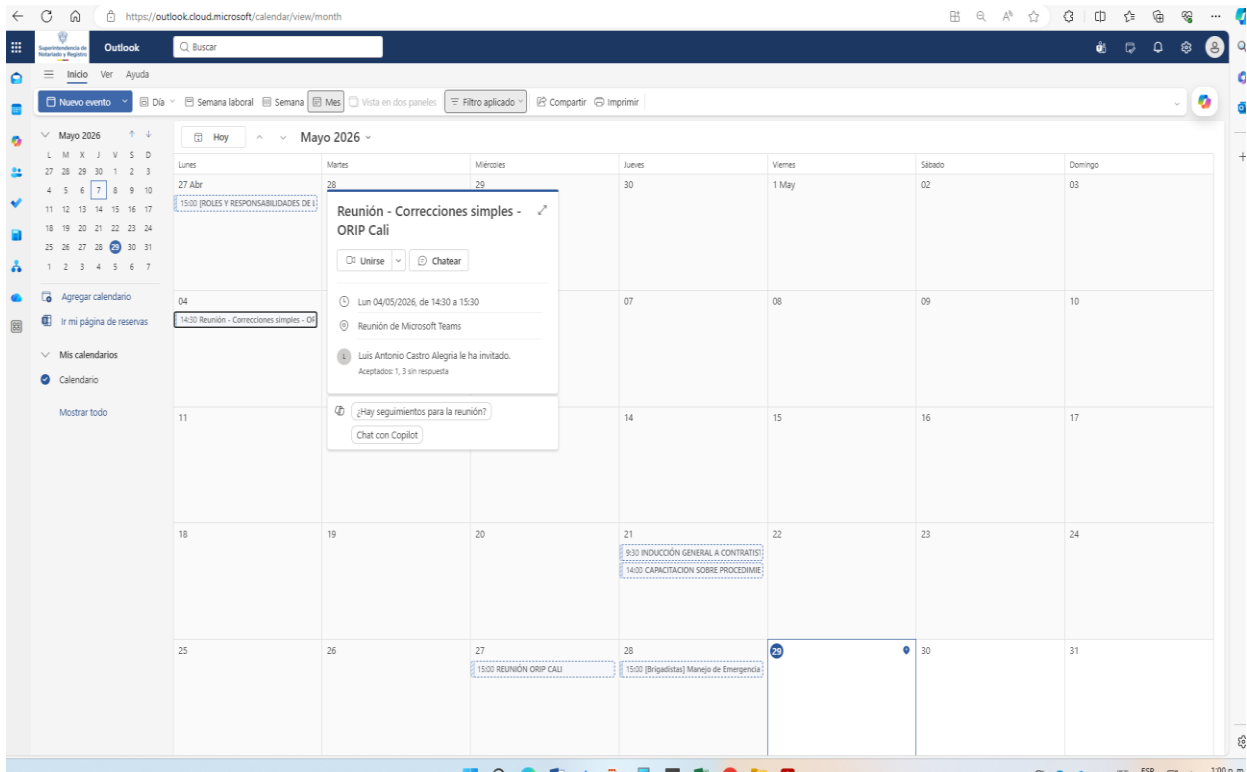 https://outlook.cloud.microsoft/calendar/view/month
Superintendencia de
Notariado y Registro
Outlook
Buscar
Inicio Ver Ayuda
Nuevo evento Día Semana laboral Semana Mes Vista en dos paneles Filtro aplicado Compartir Imprimir
Mayo 2026
L M X J V S D
27 28 29 30 1 2 3
4 5 6 7 8 9 10
11 12 13 14 15 16 17
18 19 20 21 22 23 24
25 26 27 28 29 30 31
1 2 3 4 5 6 7
Agregar calendario
Ir mi página de reservas
Mis calendarios
Calendario
Mostrar todo
Hoy Mayo 2026
Lunes Martes Miércoles Jueves Viernes Sábado Domingo
27 Abr 28 29 30 1 May 02 03
15:00 [ROLES Y RESPONSABILIDADES DE L
Reunión - Correcciones simples -
ORIP Cali
Unirse Chatear
Lun 04/05/2026, de 14:30 a 15:30
Reunión de Microsoft Teams
L Luis Antonio Castro Alegria le ha invitado.
Aceptados: 1, 3 sin respuesta
¿Hay seguimientos para la reunión?
Chat con Copilot
04 07 08 09 10
14:30 Reunión - Correcciones simples - OR
11 14 15 16 17
18 19 20 21 22 23 24
9:30 INDUCCIÓN GENERAL A CONTRATIST
14:00 CAPACITACION SOBRE PROCEDIMIE
25 26 27 28 29 30 31
15:00 REUNIÓN ORIP CALI
15:00 [Brigadistas] Manejo de Emergencia